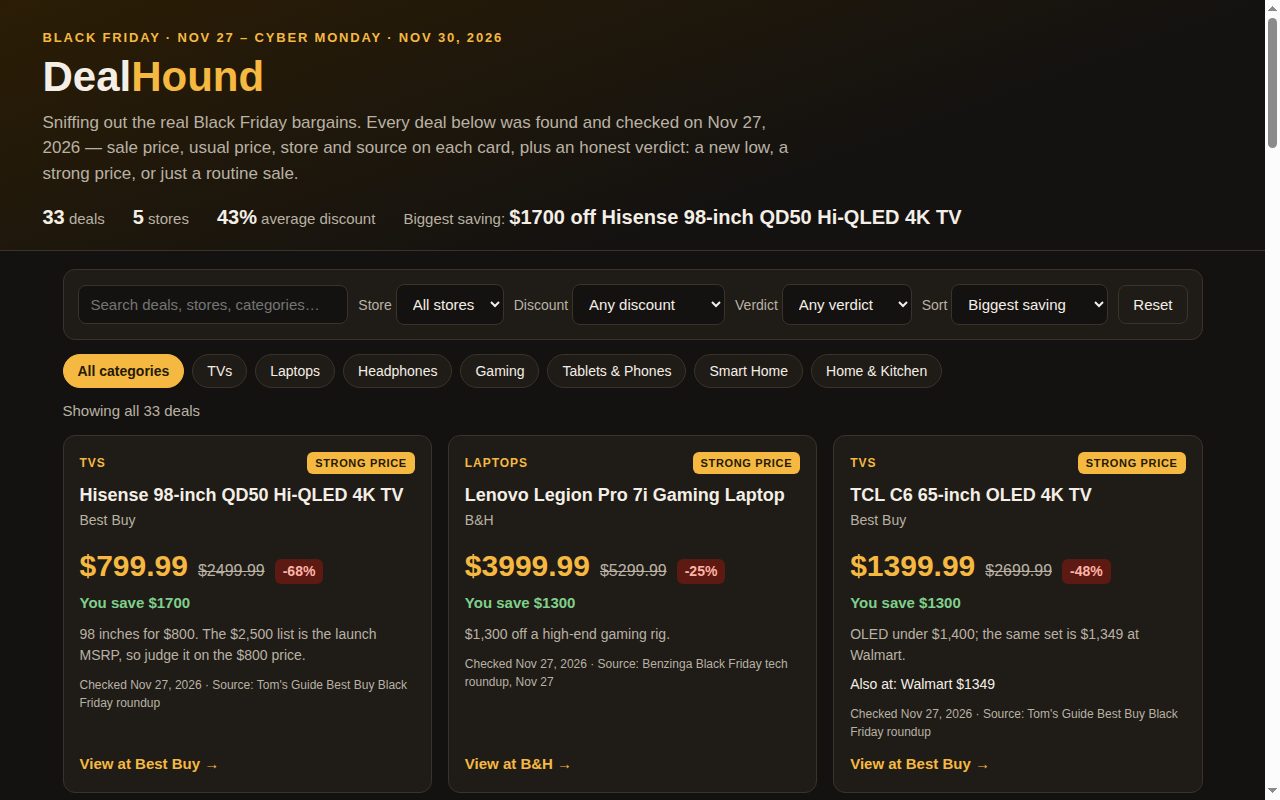 BLACK FRIDAY · NOV 27 – CYBER MONDAY · NOV 30, 2026
DealHound
Sniffing out the real Black Friday bargains. Every deal below was found and checked on Nov 27,
2026 — sale price, usual price, store and source on each card, plus an honest verdict: a new low, a
strong price, or just a routine sale.
33 deals 5 stores 43% average discount Biggest saving: $1700 off Hisense 98-inch QD50 Hi-QLED 4K TV
Search deals, stores, categories… Store All stores Discount Any discount Verdict Any verdict Sort Biggest saving Reset
All categories TVs Laptops Headphones Gaming Tablets & Phones Smart Home Home & Kitchen
Showing all 33 deals
TVS STRONG PRICE
Hisense 98-inch QD50 Hi-QLED 4K TV
Best Buy
$799.99 $2499.99 -68%
You save $1700
98 inches for $800. The $2,500 list is the launch
MSRP, so judge it on the $800 price.
Checked Nov 27, 2026 · Source: Tom's Guide Best Buy Black
Friday roundup
View at Best Buy →
LAPTOPS STRONG PRICE
Lenovo Legion Pro 7i Gaming Laptop
B&H
$3999.99 $5299.99 -25%
You save $1300
$1,300 off a high-end gaming rig.
Checked Nov 27, 2026 · Source: Benzinga Black Friday tech
roundup, Nov 27
View at B&H →
TVS STRONG PRICE
TCL C6 65-inch OLED 4K TV
Best Buy
$1399.99 $2699.99 -48%
You save $1300
OLED under $1,400; the same set is $1,349 at
Walmart.
Also at: Walmart $1349
Checked Nov 27, 2026 · Source: Tom's Guide Best Buy Black
Friday roundup
View at Best Buy →